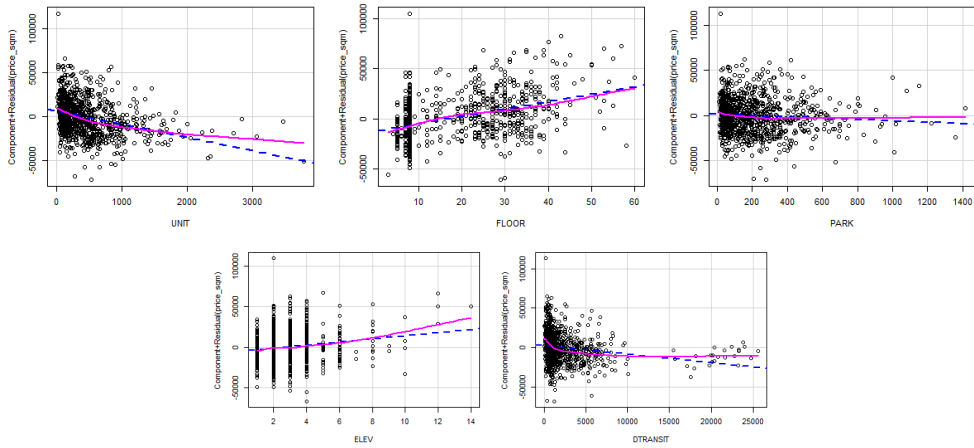 Component+Residual(price_sqm)
-50000 0 50000 100000
0 1000 2000 3000
UNIT
Component+Residual(price_sqm)
-50000 0 50000 100000
10 20 30 40 50 60
FLOOR
Component+Residual(price_sqm)
-50000 0 50000 100000
0 200 400 600 800 1000 1200 1400
PARK
Component+Residual(price_sqm)
-50000 0 50000 100000
2 4 6 8 10 12 14
ELEV
Component+Residual(price_sqm)
-50000 0 50000 100000
0 5000 10000 15000 20000 25000
DTRANSIT